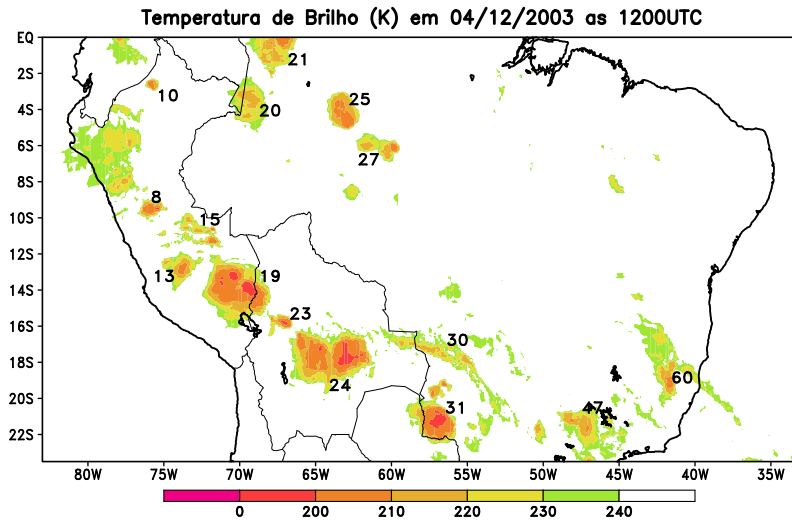 Temperatura de Brilho (K) em 04/12/2003 as 1200UTC
EQ
21
2S
10
20
25
4S
6S
27
8S
8
10S
15
12S
13
19
14S
23
16S
30
18S
24
60
20S
31
47
22S
80W 75W 70W 65W 60W 55W 50W 45W 40W 35W
0 200 210 220 230 240